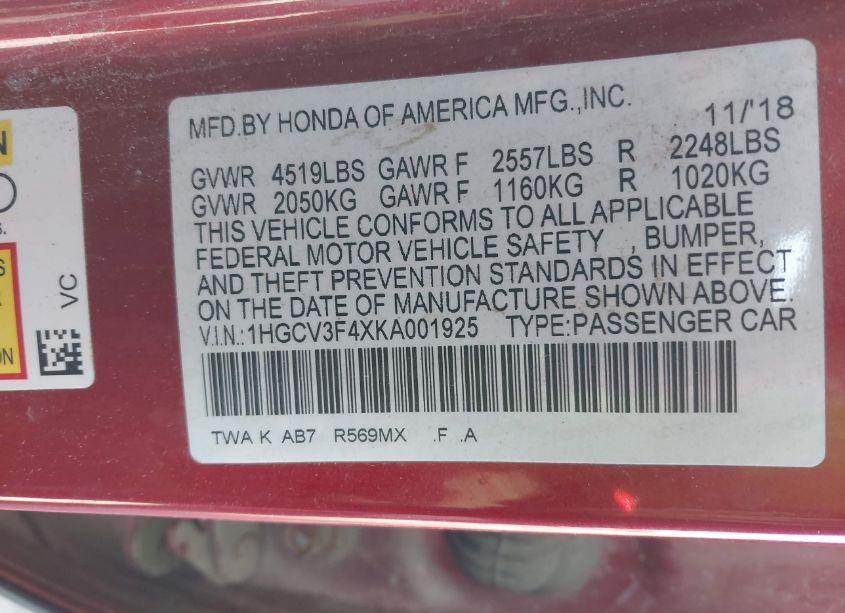 MFD.BY HONDA OF AMERICA MFG.,INC. 11/'18
GVWR 4519LBS GAWR F 2557LBS R 2248LBS
GVWR 2050KG GAWR F 1160KG R 1020KG
THIS VEHICLE CONFORMS TO ALL APPLICABLE
FEDERAL MOTOR VEHICLE SAFETY , BUMPER,
AND THEFT PREVENTION STANDARDS IN EFFECT
ON THE DATE OF MANUFACTURE SHOWN ABOVE.
V.I.N.:1HGCV3F4XKA001925 TYPE:PASSENGER CAR
TWA K AB7 R569MX .F .A
VC